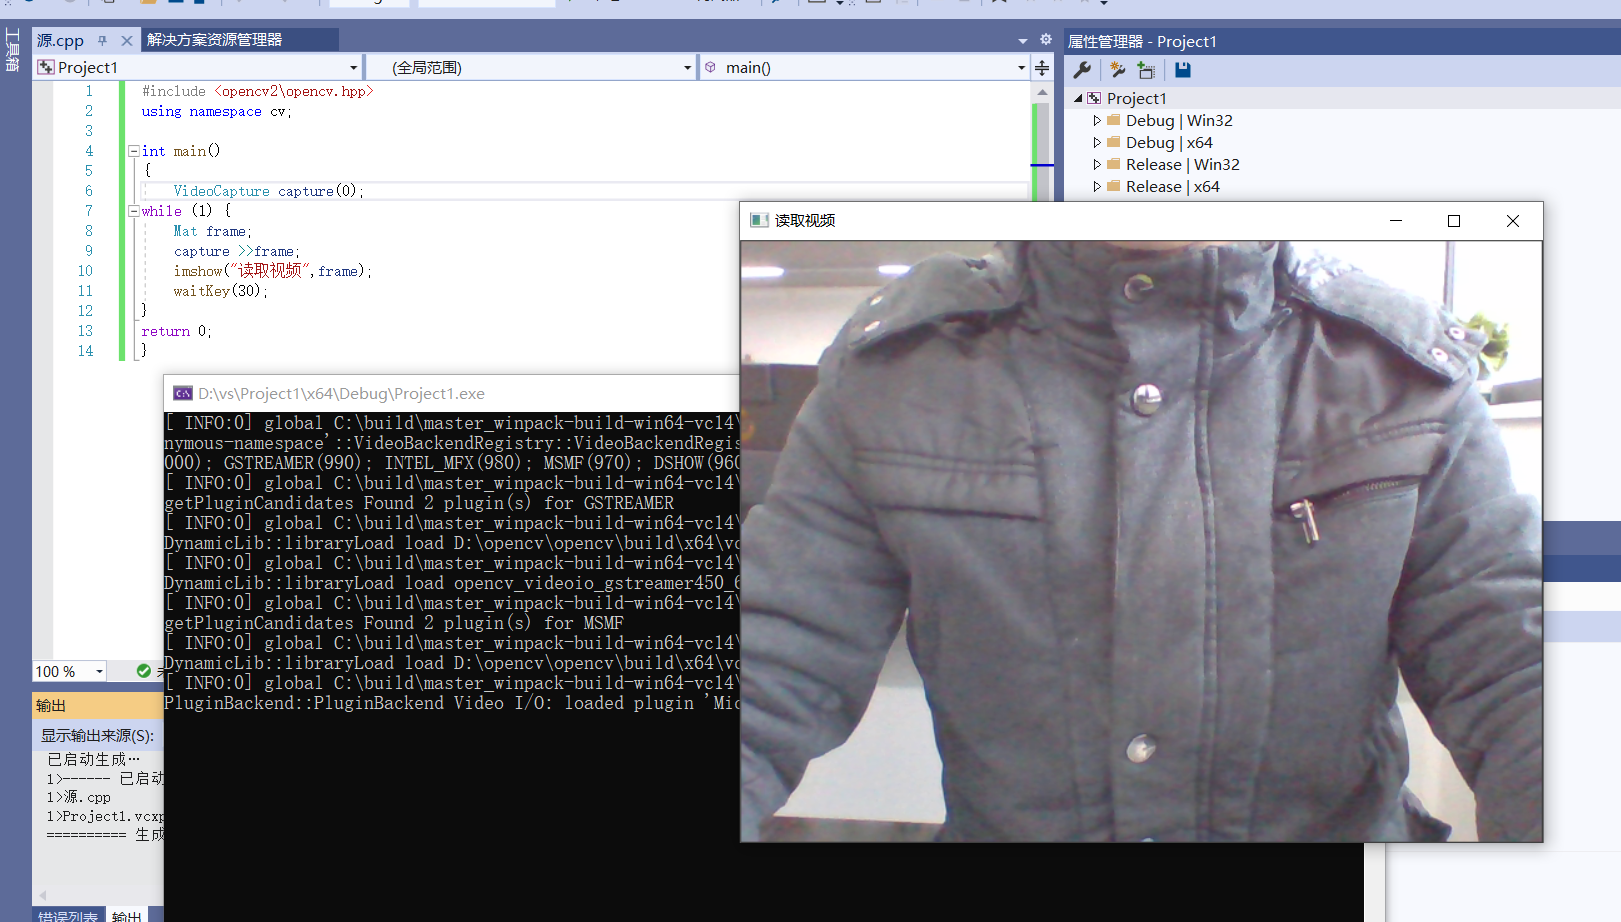 工具箱
源.cpp
解决方案资源管理器
Project1
(全局范围)
main()
1 #include <opencv2\opencv.hpp>
2 using namespace cv;
3
4 int main()
5 {
6 VideoCapture capture(0);
7 while (1) {
8 Mat frame;
9 capture >>frame;
10 imshow("读取视频",frame);
11 waitKey(30);
12 }
13 return 0;
14 }
属性管理器 - Project1
Project1
Debug | Win32
Debug | x64
Release | Win32
Release | x64
读取视频
D:\vs\Project1\x64\Debug\Project1.exe
[ INFO:0] global C:\build\master_winpack-build-win64-vc14\
nymous-namespace'::VideoBackendRegistry::VideoBackendRegis
000); GSTREAMER(990); INTEL_MFX(980); MSMF(970); DSHOW(960
[ INFO:0] global C:\build\master_winpack-build-win64-vc14\
getPluginCandidates Found 2 plugin(s) for GSTREAMER
[ INFO:0] global C:\build\master_winpack-build-win64-vc14\
DynamicLib::libraryLoad load D:\opencv\opencv\build\x64\vc
[ INFO:0] global C:\build\master_winpack-build-win64-vc14\
DynamicLib::libraryLoad load opencv_videoio_gstreamer450_6
[ INFO:0] global C:\build\master_winpack-build-win64-vc14\
getPluginCandidates Found 2 plugin(s) for MSMF
[ INFO:0] global C:\build\master_winpack-build-win64-vc14\
DynamicLib::libraryLoad load D:\opencv\opencv\build\x64\vc
[ INFO:0] global C:\build\master_winpack-build-win64-vc14\
PluginBackend::PluginBackend Video I/O: loaded plugin 'Mic
100 %
输出
显示输出来源(S):
已启动生成…
1>------ 已启动
1>源.cpp
1>Project1.vcxp
========== 生成
错误列表 输出